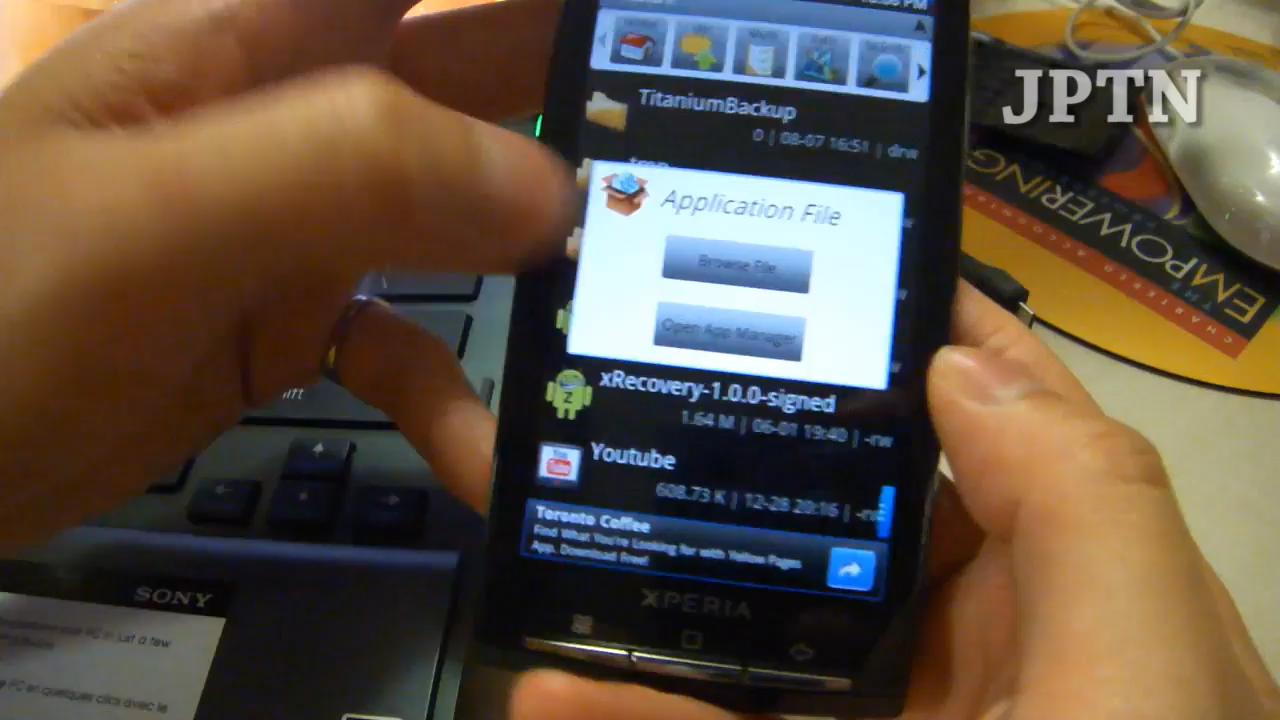 JPTN
TitaniumBackup
0 | 08-07 16:51 | drw
Application File
Browse File
Open App Manager
xRecovery-1.0.0-signed
1.64 M | 06-01 19:40 | -rw
Youtube
608.73 K | 12-28 20:16 | -rw
Toronto Coffee
Find What You're Looking for with Yellow Pages
App. Download Free!
XPERIA
SONY
EMPOWERING
THE